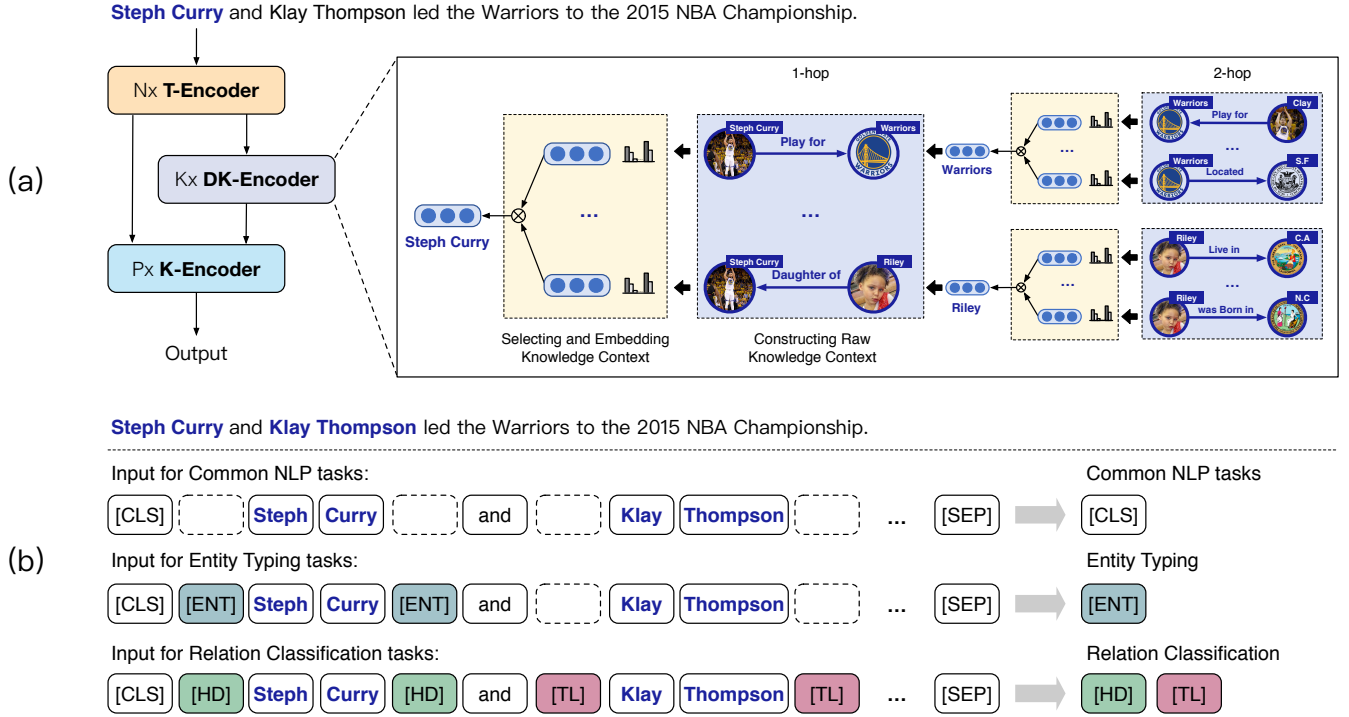 Steph Curry and Klay Thompson led the Warriors to the 2015 NBA Championship.
(a)
Nx T-Encoder
Kx DK-Encoder
Px K-Encoder
Output
1-hop
2-hop
Steph Curry
Selecting and Embedding
Knowledge Context
...
Steph Curry
Play for
Warriors
...
Steph Curry
Daughter of
Riley
Constructing Raw
Knowledge Context
Warriors
Riley
...
Warriors
Play for
Clay
...
Warriors
Located
S.F
...
Riley
Live in
C.A
...
Riley
was Born in
N.C
(b)
Steph Curry and Klay Thompson led the Warriors to the 2015 NBA Championship.
Input for Common NLP tasks:
Common NLP tasks
[CLS] Steph Curry and Klay Thompson ... [SEP] [CLS]
Input for Entity Typing tasks:
Entity Typing
[CLS] [ENT] Steph Curry [ENT] and Klay Thompson ... [SEP] [ENT]
Input for Relation Classification tasks:
Relation Classification
[CLS] [HD] Steph Curry [HD] and [TL] Klay Thompson [TL] ... [SEP] [HD] [TL]